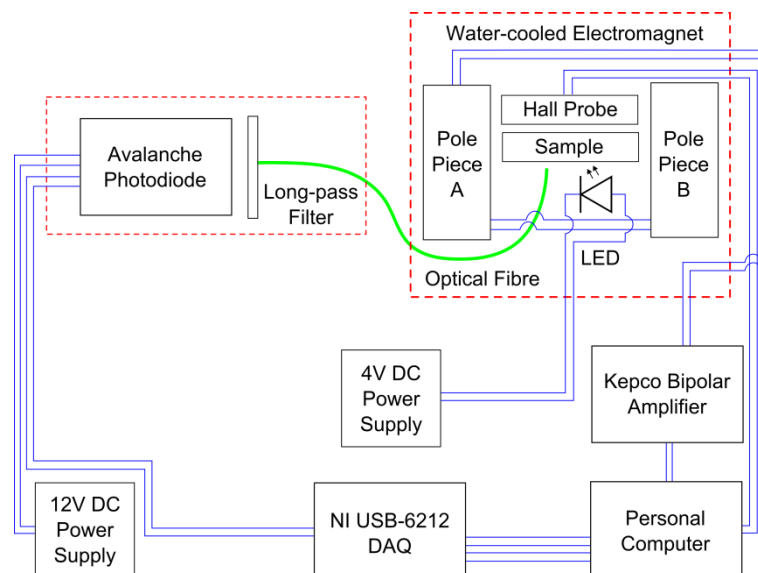 Water-cooled Electromagnet
Avalanche
Photodiode
Long-pass
Filter
Pole
Piece
A
Hall Probe
Sample
Pole
Piece
B
LED
Optical Fibre
4V DC
Power
Supply
Kepco Bipolar
Amplifier
12V DC
Power
Supply
NI USB-6212
DAQ
Personal
Computer